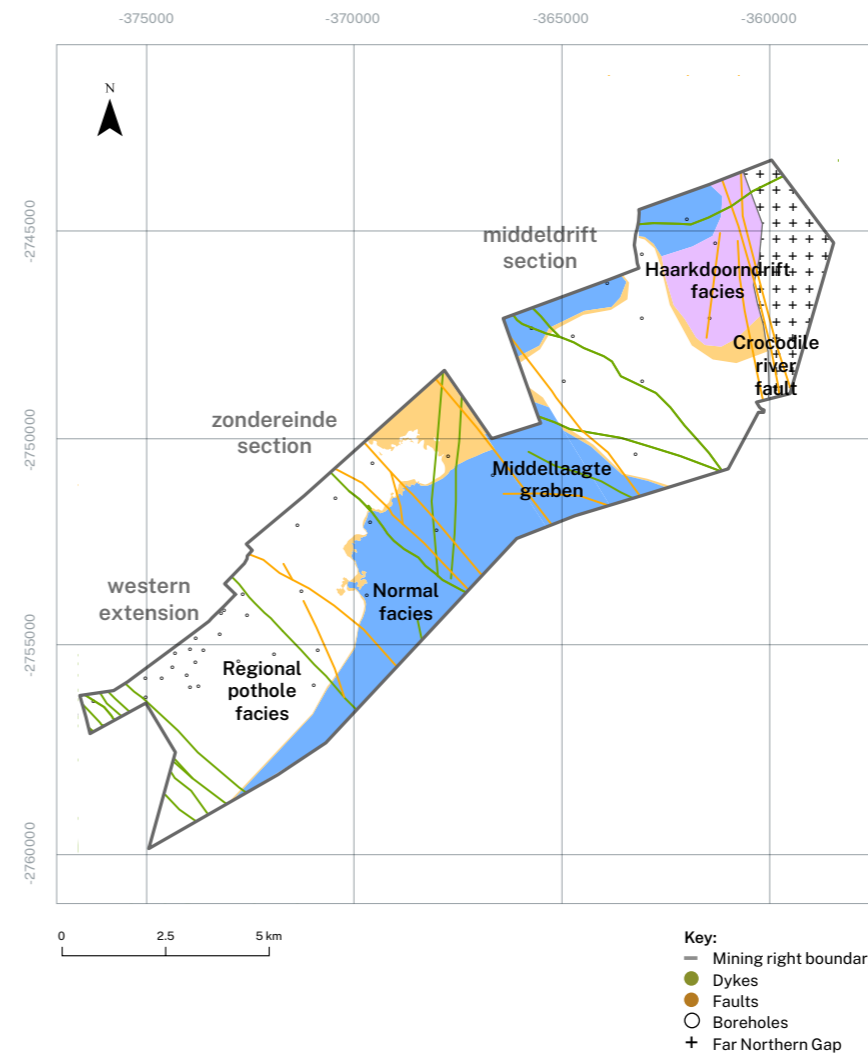 -375000
-370000
-365000
-360000
N
-2745000
-2750000
-2755000
-2760000
middeldrift
section
Haarkdoorndrift
facies
Crocodile
river
fault
zondereinde
section
Middellaagte
graben
western
extension
Normal
facies
Regional
pothole
facies
0
2.5
5 km
Key:
Mining right boundar
Dykes
Faults
Boreholes
Far Northern Gap